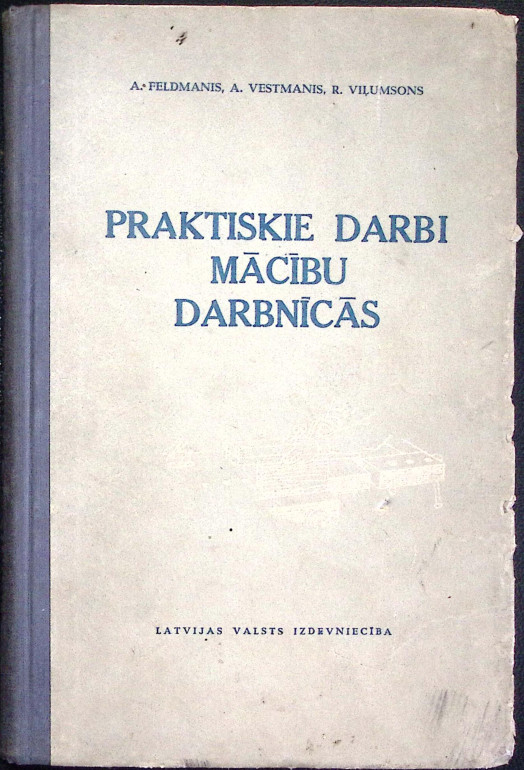 A. FELDMANIS, A. VESTMANIS, R. VIĻUMSONS
PRAKTISKIE DARBI
MĀCĪBU
DARBNĪCĀS
LATVIJAS VALSTS IZDEVNIECĪBA